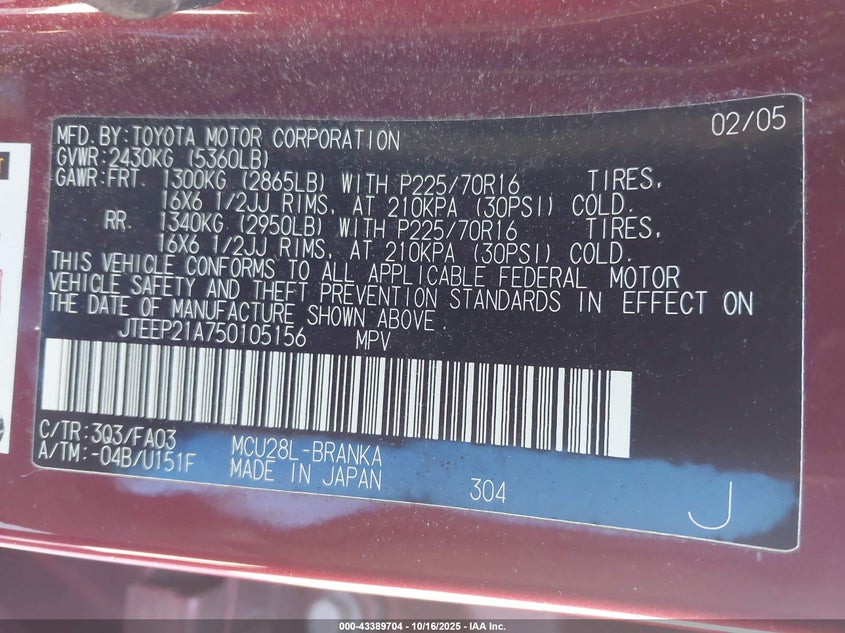 02/05
MFD.BY:TOYOTA MOTOR CORPORATION
GVWR:2430KG (5360LB)
GAWR:FRT. 1300KG (2865LB) WITH P225/70R16 TIRES,
16X6 1/2JJ RIMS, AT 210KPA (30PSI) COLD.
RR. 1340KG (2950LB) WITH P225/70R16 TIRES,
16X6 1/2JJ RIMS, AT 210KPA (30PSI) COLD.
THIS VEHICLE CONFORMS TO ALL APPLICABLE FEDERAL MOTOR
VEHICLE SAFETY AND THEFT PREVENTION STANDARDS IN EFFECT ON
THE DATE OF MANUFACTURE SHOWN ABOVE.
JTEEP21A750105156 MPV
C/TR:3Q3/FA03 MCU28L-BRANKA
A/TM:-04B/U151F MADE IN JAPAN 304
J
000-43389704 - 10/16/2025 - IAA Inc.